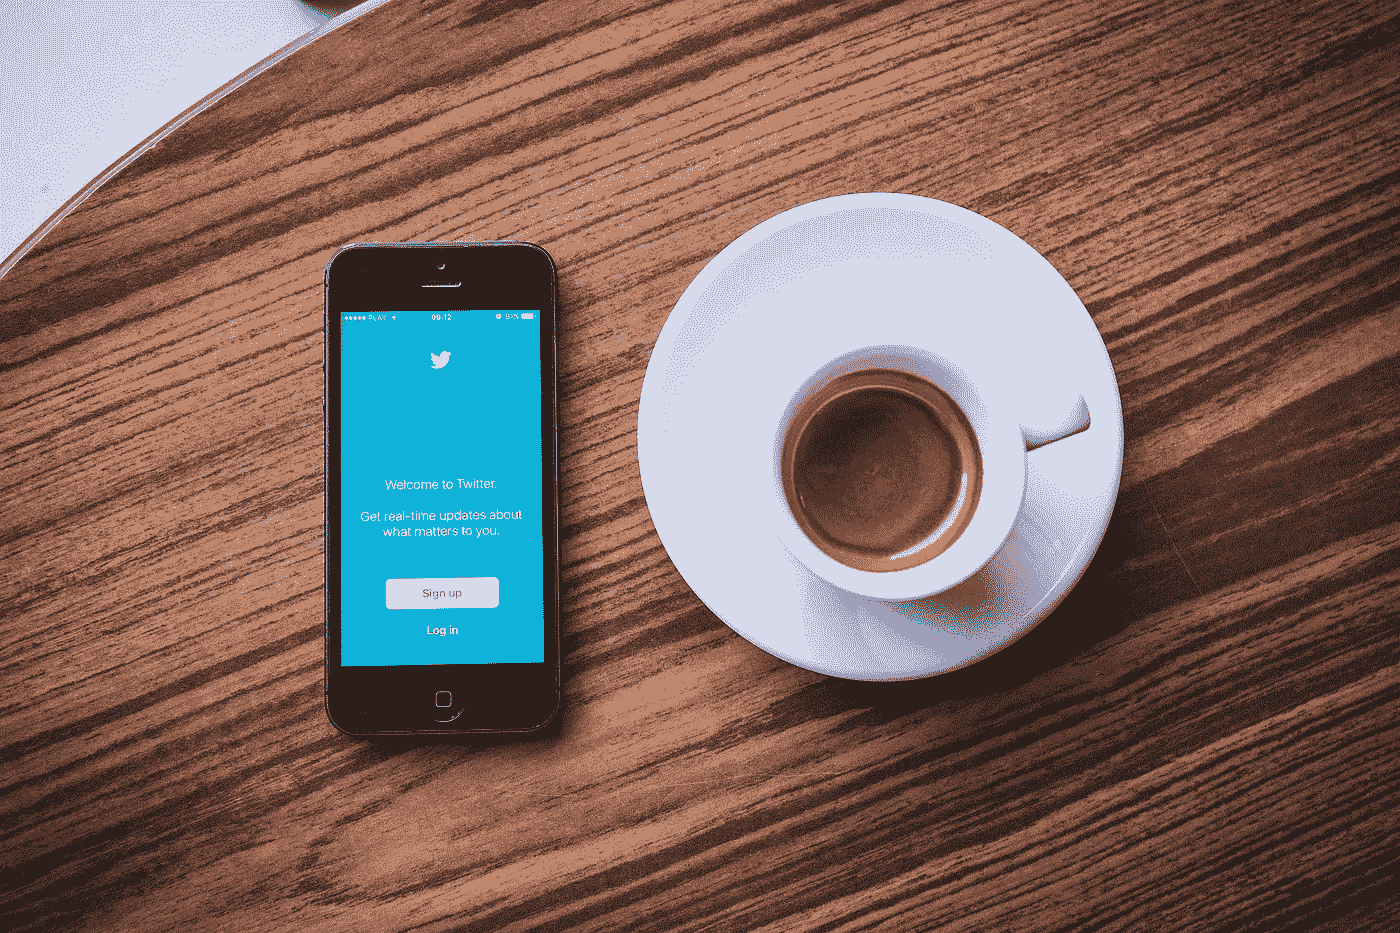 PLAY 09:12
Welcome to Twitter.
Get real-time updates about
what matters to you.
Sign up
Log in